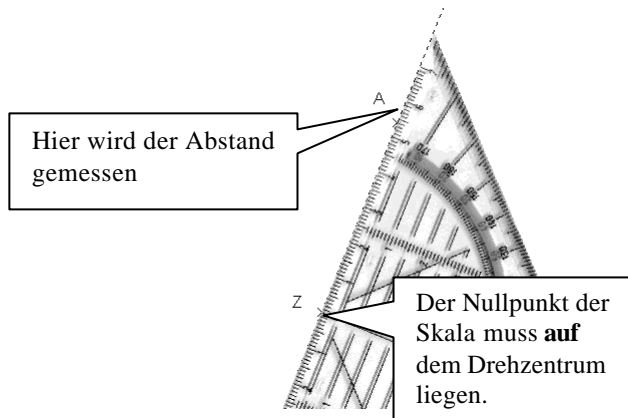 A
Hier wird der Abstand
gemessen
Z
Der Nullpunkt der
Skala muss auf
dem Drehzentrum
liegen.